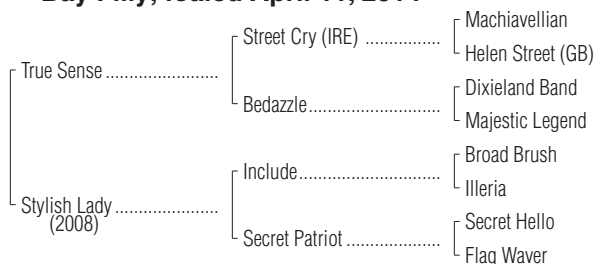 Machiavellian
Street Cry (IRE) ................
Helen Street (GB)
True Sense ........................
Dixieland Band
Bedazzle............................
Majestic Legend
Broad Brush
Include..............................
Illeria
Stylish Lady ......................
(2008)
Secret Hello
Secret Patriot ....................
Flag Waver